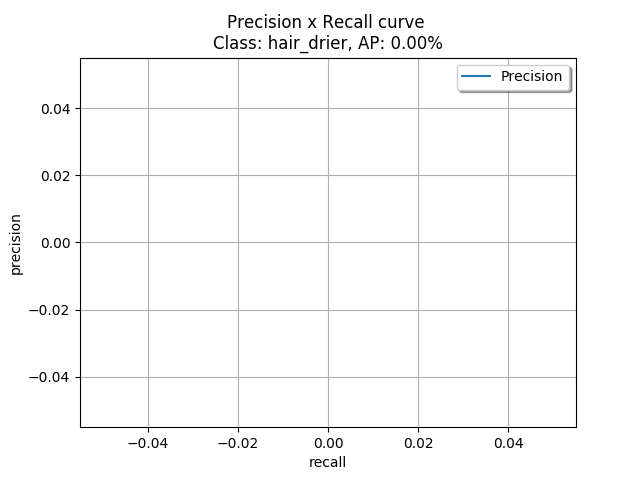 Precision x Recall curve
Class: hair_drier, AP: 0.00%
Precision
0.04
0.02
0.00
−0.02
−0.04
precision
−0.04 −0.02 0.00 0.02 0.04
recall